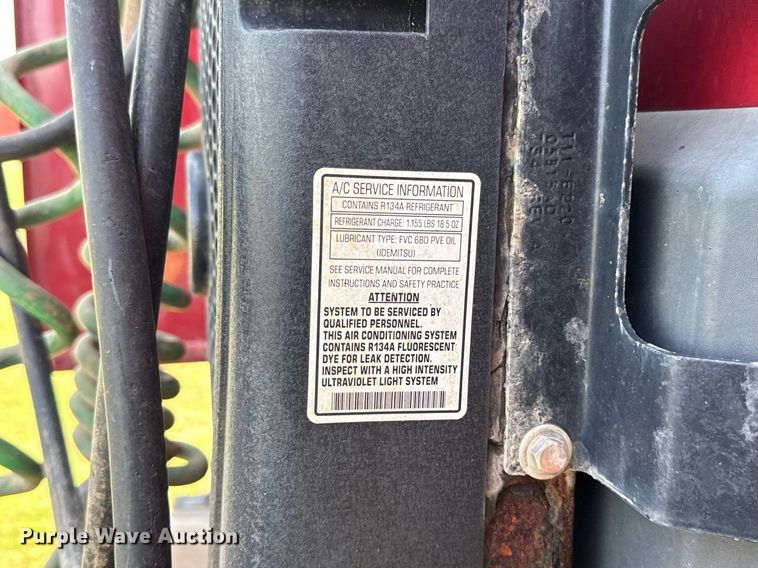 A/C SERVICE INFORMATION
CONTAINS R134A REFRIGERANT
REFRIGERANT CHARGE: 1.155 LBS 18.5 OZ
LUBRICANT TYPE: FVC 68D PVE OIL
(IDEMITSU)
SEE SERVICE MANUAL FOR COMPLETE
INSTRUCTIONS AND SAFETY PRACTICE
ATTENTION
SYSTEM TO BE SERVICED BY
QUALIFIED PERSONNEL.
THIS AIR CONDITIONING SYSTEM
CONTAINS R134A FLUORESCENT
DYE FOR LEAK DETECTION.
INSPECT WITH A HIGH INTENSITY
ULTRAVIOLET LIGHT SYSTEM
T11-6020
Purple Wave Auction